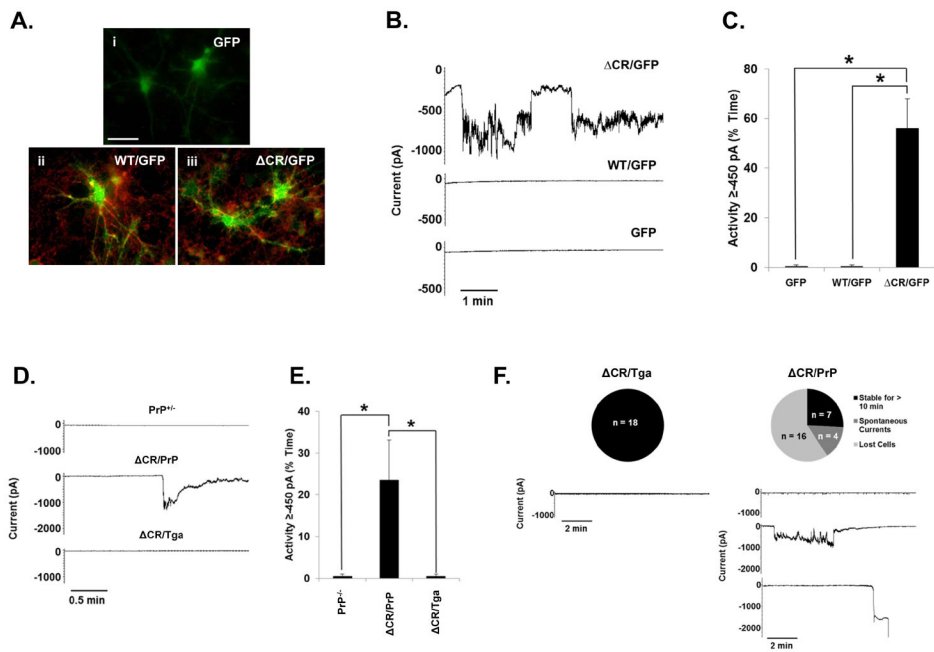 A.
i GFP
ii WT/GFP
iii ΔCR/GFP
B.
ΔCR/GFP
0
-500
-1000
WT/GFP
0
-500
GFP
0
-500
Current (pA)
1 min
C.
Activity ≥-450 pA (% Time)
80
60
40
20
0
*
*
GFP WT/GFP ΔCR/GFP
D.
PrP+/-
0
-1000
ΔCR/PrP
0
-1000
-2000
ΔCR/Tga
0
-1000
Current (pA)
0.5 min
E.
Activity ≥-450 pA (% Time)
40
30
20
10
0
*
*
PrP-/-
ΔCR/PrP
ΔCR/Tga
F.
ΔCR/Tga
n = 18
ΔCR/PrP
n = 7
n = 16
n = 4
Stable for > 10 min
Spontaneous Currents
Lost Cells
Current (pA)
0
-1000
2 min
Current (pA)
0
-1000
0
-1000
-2000
0
-1000
-2000
2 min